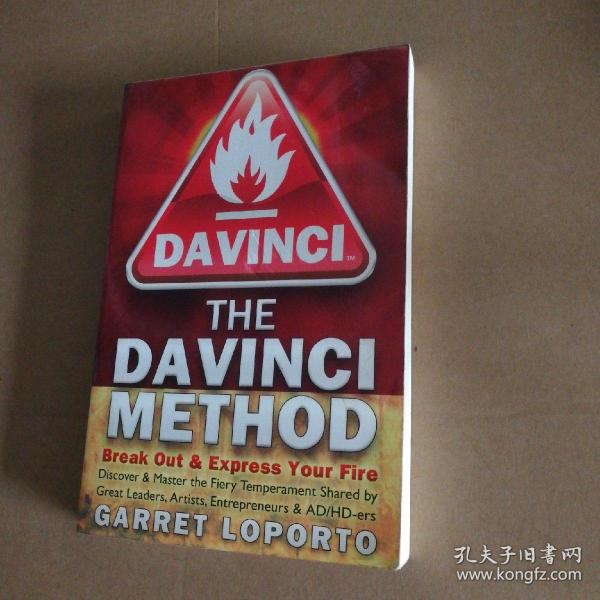 DAVINCI™
THE
DAVINCI
METHOD
Break Out & Express Your Fire
Discover & Master the Fiery Temperament Shared by
Great Leaders, Artists, Entrepreneurs & AD/HD-ers
GARRET LOPORTO
孔夫子旧书网
www.kongfz.com